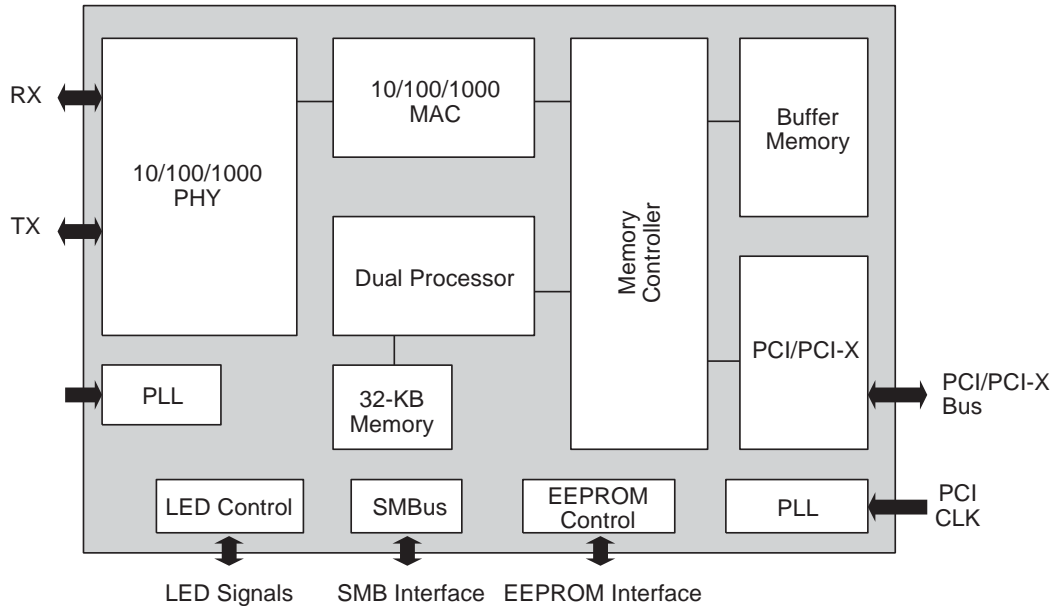 RX
TX
10/100/1000
PHY
10/100/1000
MAC
Dual Processor
32-KB
Memory
Memory
Controller
Buffer
Memory
PCI/PCI-X
PCI/PCI-X
Bus
PLL
LED Control
SMBus
EEPROM
Control
PLL
PCI
CLK
LED Signals
SMB Interface
EEPROM Interface